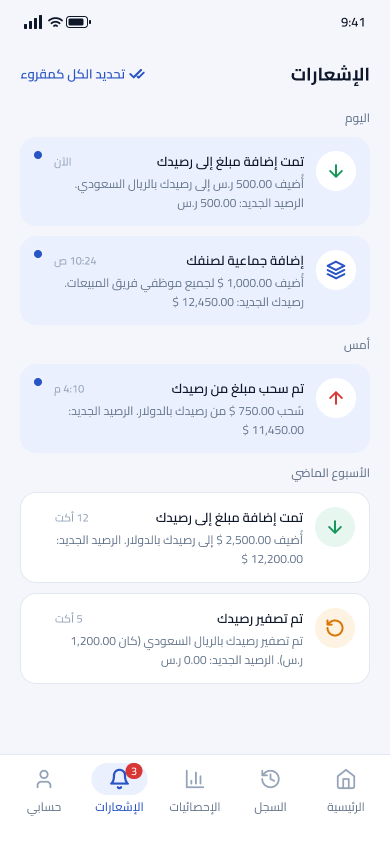 9:41
الإشعارات
تحديد الكل كمقروء
اليوم
تمت إضافة مبلغ إلى رصيدك
الآن
أُضيف 500.00 ر.س إلى رصيدك بالريال السعودي.
الرصيد الجديد: 500.00 ر.س
إضافة جماعية لصنفك
10:24 ص
أُضيف 1,000.00 $ لجميع موظفي فريق المبيعات.
رصيدك الجديد: 12,450.00 $
أمس
تم سحب مبلغ من رصيدك
4:10 م
سُحب 750.00 $ من رصيدك بالدولار. الرصيد الجديد:
11,450.00 $
الأسبوع الماضي
تمت إضافة مبلغ إلى رصيدك
12 أكت
أُضيف 2,500.00 $ إلى رصيدك بالدولار. الرصيد الجديد:
12,200.00 $
تم تصفير رصيدك
5 أكت
تم تصفير رصيدك بالريال السعودي (كان 1,200.00
ر.س). الرصيد الجديد: 0.00 ر.س
الرئيسية
السجل
الإحصائيات
3
الإشعارات
حسابي